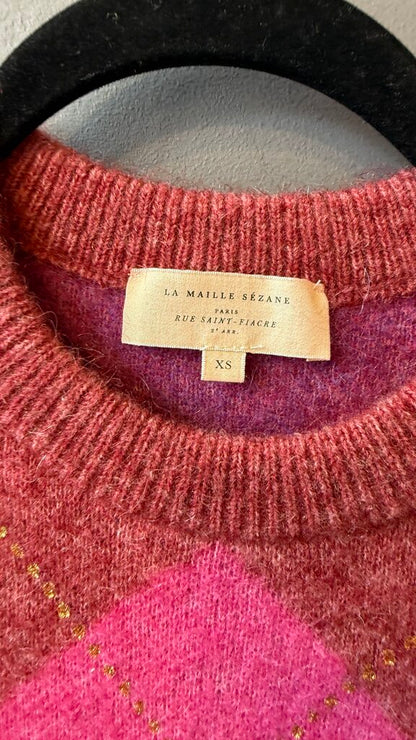 LA MAILLE SÉZANE
PARIS
RUE SAINT-FIACRE
2ᵉ ARR.
XS